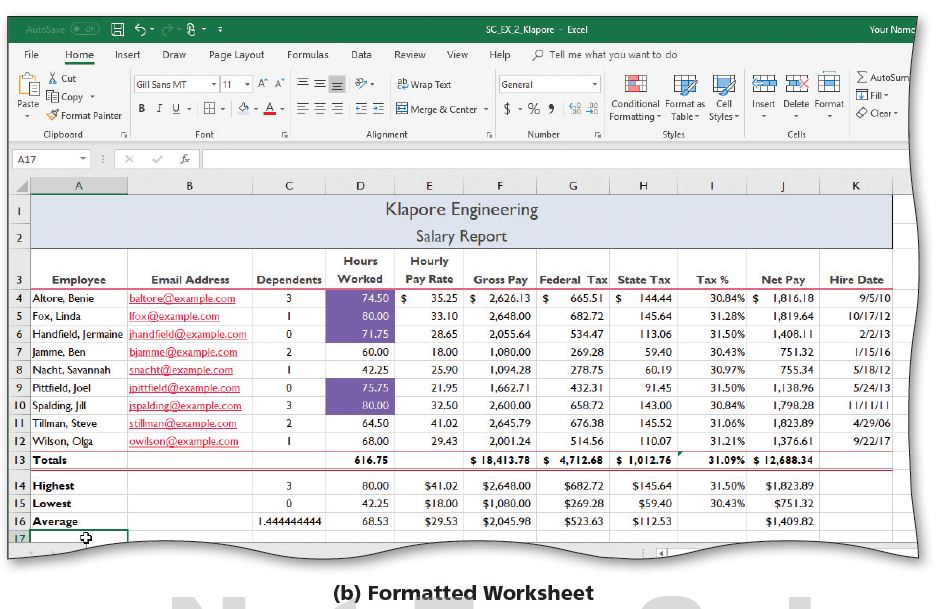 AutoSave Off SC_EX_2_Klapore - Excel Your Name
File Home Insert Draw Page Layout Formulas Data Review View Help Tell me what you want to do
Paste Cut Copy Format Painter Clipboard
Gill Sans MT 11 A A B I U A Font
ab Wrap Text Merge & Center Alignment
General $ % , .00 .00 Number
Conditional Formatting Format as Table Cell Styles Styles
Insert Delete Format Cells
∑ AutoSum Fill Clear
A17 fx
A B C D E F G H I J K
1 Klapore Engineering
2 Salary Report
3 Employee Email Address Dependents Hours Worked Hourly Pay Rate Gross Pay Federal Tax State Tax Tax % Net Pay Hire Date
4 Altore, Benie baltore@example.com 3 74.50 $ 35.25 $ 2,626.13 $ 665.51 $ 144.44 30.84% $ 1,816.18 9/5/10
5 Fox, Linda lfox@example.com 1 80.00 33.10 2,648.00 682.72 145.64 31.28% 1,819.64 10/17/12
6 Handfield, Jermaine jhandfield@example.com 0 71.75 28.65 2,055.64 534.47 113.06 31.50% 1,408.11 2/2/13
7 Jamme, Ben bjamme@example.com 2 60.00 18.00 1,080.00 269.28 59.40 30.43% 751.32 1/15/16
8 Nacht, Savannah snacht@example.com 1 42.25 25.90 1,094.28 278.75 60.19 30.97% 755.34 5/18/12
9 Pittfield, Joel jpittfield@example.com 0 75.75 21.95 1,662.71 432.31 91.45 31.50% 1,138.96 5/24/13
10 Spalding, Jill jspalding@example.com 3 80.00 32.50 2,600.00 658.72 143.00 30.84% 1,798.28 11/11/11
11 Tillman, Steve stillman@example.com 2 64.50 41.02 2,645.79 676.38 145.52 31.06% 1,823.89 4/29/06
12 Wilson, Olga owilson@example.com 1 68.00 29.43 2,001.24 514.56 110.07 31.21% 1,376.61 9/22/17
13 Totals 616.75 $ 18,413.78 $ 4,712.68 $ 1,012.76 31.09% $ 12,688.34
14 Highest 3 80.00 $41.02 $2,648.00 $682.72 $145.64 31.50% $1,823.89
15 Lowest 0 42.25 $18.00 $1,080.00 $269.28 $59.40 30.43% $751.32
16 Average 1.444444444 68.53 $29.53 $2,045.98 $523.63 $112.53 $1,409.82
17
(b) Formatted Worksheet